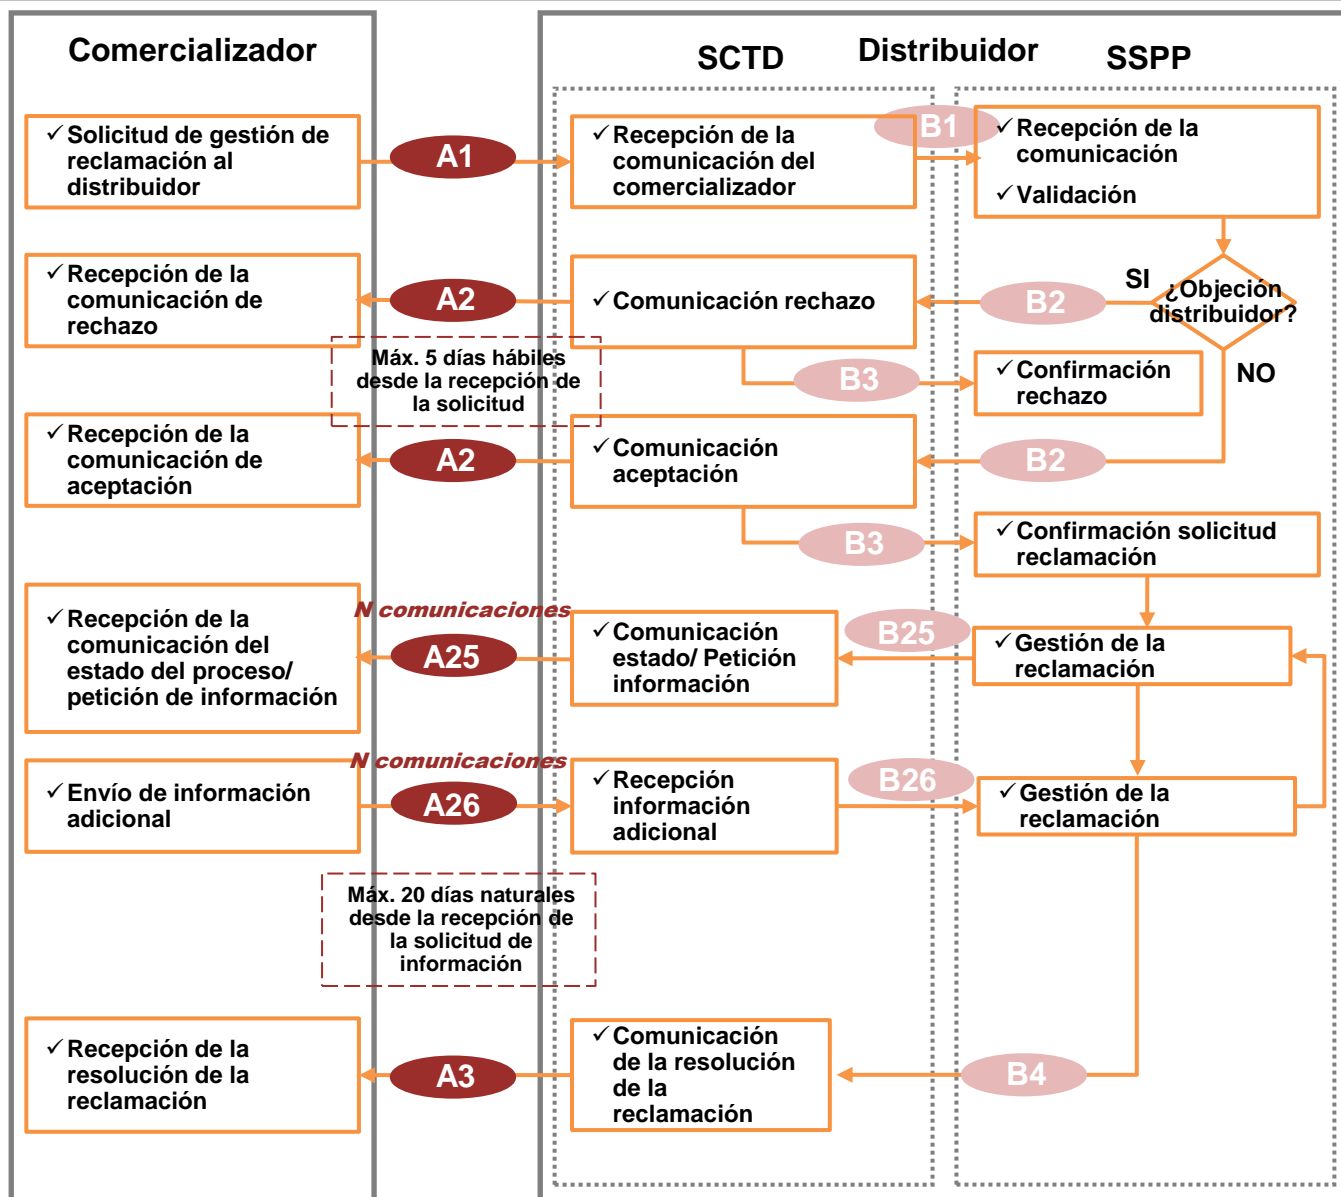 Comercializador
Distribuidor
SCTD
SSPP
✓ Solicitud de gestión de
reclamación al
distribuidor
A1
✓ Recepción de la
comunicación del
comercializador
B1
✓ Recepción de la
comunicación
✓ Validación
✓ Recepción de la
comunicación de
rechazo
A2
✓ Comunicación rechazo
B2
SI
¿Objeción
distribuidor?
NO
Máx. 5 días hábiles
desde la recepción de
la solicitud
B3
✓ Confirmación
rechazo
✓ Recepción de la
comunicación de
aceptación
A2
✓ Comunicación
aceptación
B2
B3
✓ Confirmación solicitud
reclamación
✓ Recepción de la
comunicación del
estado del proceso/
petición de información
N comunicaciones
A25
✓ Comunicación
estado/ Petición
información
B25
✓ Gestión de la
reclamación
✓ Envío de información
adicional
N comunicaciones
A26
✓ Recepción
información
adicional
B26
✓ Gestión de la
reclamación
Máx. 20 días naturales
desde la recepción de
la solicitud de
información
✓ Recepción de la
resolución de la
reclamación
A3
✓ Comunicación
de la resolución
de la
reclamación
B4